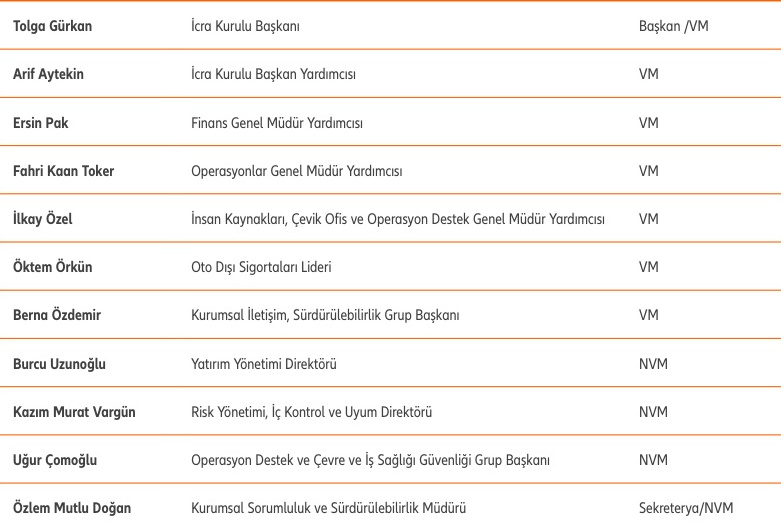 Tolga Gürkan İcra Kurulu Başkanı Başkan /VM
Arif Aytekin İcra Kurulu Başkan Yardımcısı VM
Ersin Pak Finans Genel Müdür Yardımcısı VM
Fahri Kaan Toker Operasyonlar Genel Müdür Yardımcısı VM
İlkay Özel İnsan Kaynakları, Çevik Ofis ve Operasyon Destek Genel Müdür Yardımcısı VM
Öktem Örkün Oto Dışı Sigortaları Lideri VM
Berna Özdemir Kurumsal İletişim, Sürdürülebilirlik Grup Başkanı VM
Burcu Uzunoğlu Yatırım Yönetimi Direktörü NVM
Kazım Murat Vargün Risk Yönetimi, İç Kontrol ve Uyum Direktörü NVM
Uğur Çomoğlu Operasyon Destek ve Çevre ve İş Sağlığı Güvenliği Grup Başkanı NVM
Özlem Mutlu Doğan Kurumsal Sorumluluk ve Sürdürülebilirlik Müdürü Sekreterya/NVM